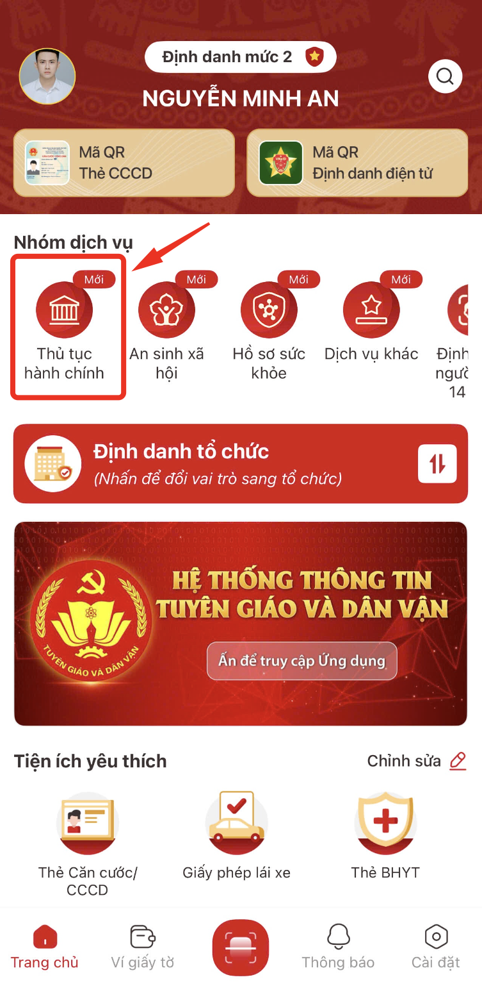 Định danh mức 2
NGUYỄN MINH AN
Mã QR
Thẻ CCCD
Mã QR
Định danh điện tử
Nhóm dịch vụ
Mới
Mới
Mới
Mới
Thủ tục
hành chính
An sinh xã
hội
Hồ sơ sức
khỏe
Dịch vụ khác
Định
ngườ
14
Định danh tổ chức
(Nhấn để đổi vai trò sang tổ chức)
HỆ THỐNG THÔNG TIN
TUYÊN GIÁO VÀ DÂN VẬN
TUYÊN GIÁO VÀ DÂN VẬN
Ấn để truy cập Ứng dụng
Tiện ích yêu thích
Chỉnh sửa
Thẻ Căn cước/
CCCD
Giấy phép lái xe
Thẻ BHYT
Trang chủ
Ví giấy tờ
Thông báo
Cài đặt